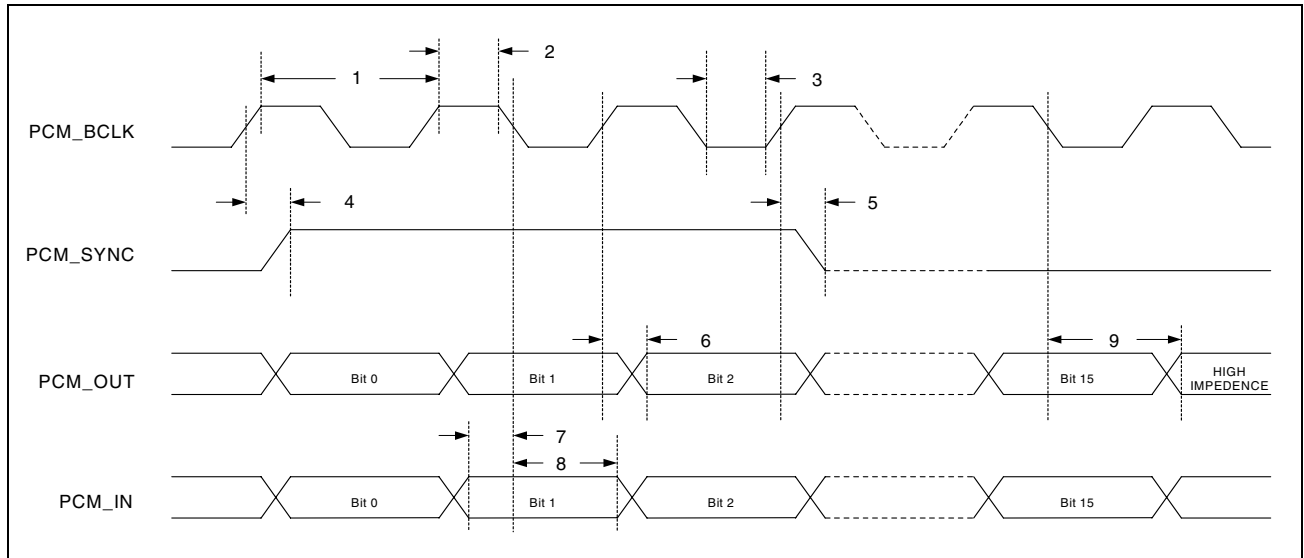 2
1
3
PCM_BCLK
4
5
PCM_SYNC
6
9
PCM_OUT
Bit 0
Bit 1
Bit 2
Bit 15
HIGH
IMPEDENCE
7
8
PCM_IN
Bit 0
Bit 1
Bit 2
Bit 15